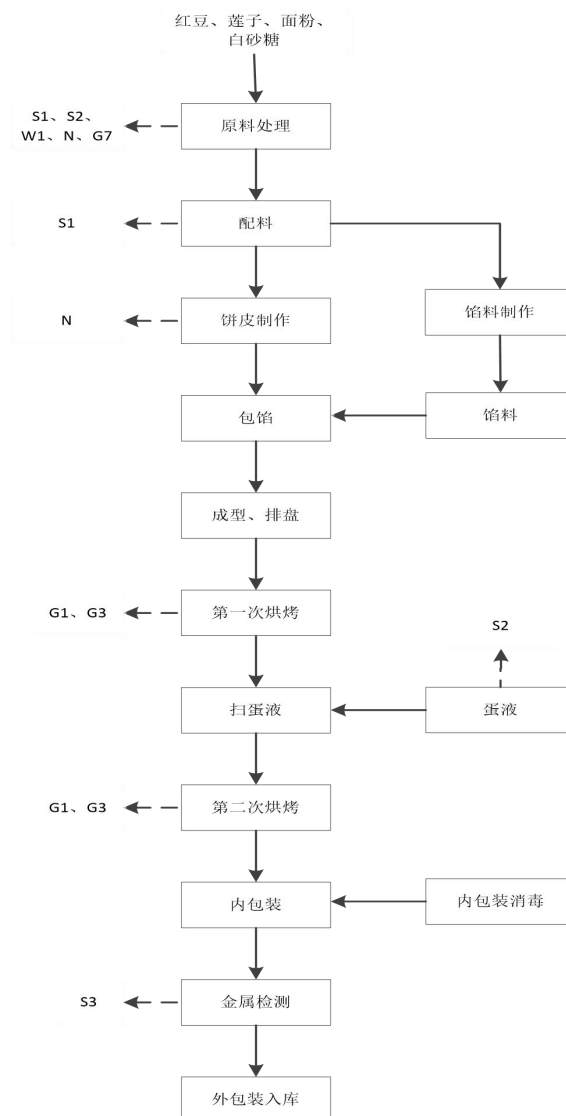 红豆、莲子、面粉、
白砂糖
S1、S2、
W1、N、G7
原料处理
S1
配料
N
饼皮制作
馅料制作
包馅
馅料
成型、排盘
G1、G3
第一次烘烤
S2
扫蛋液
蛋液
G1、G3
第二次烘烤
内包装
内包装消毒
S3
金属检测
外包装入库